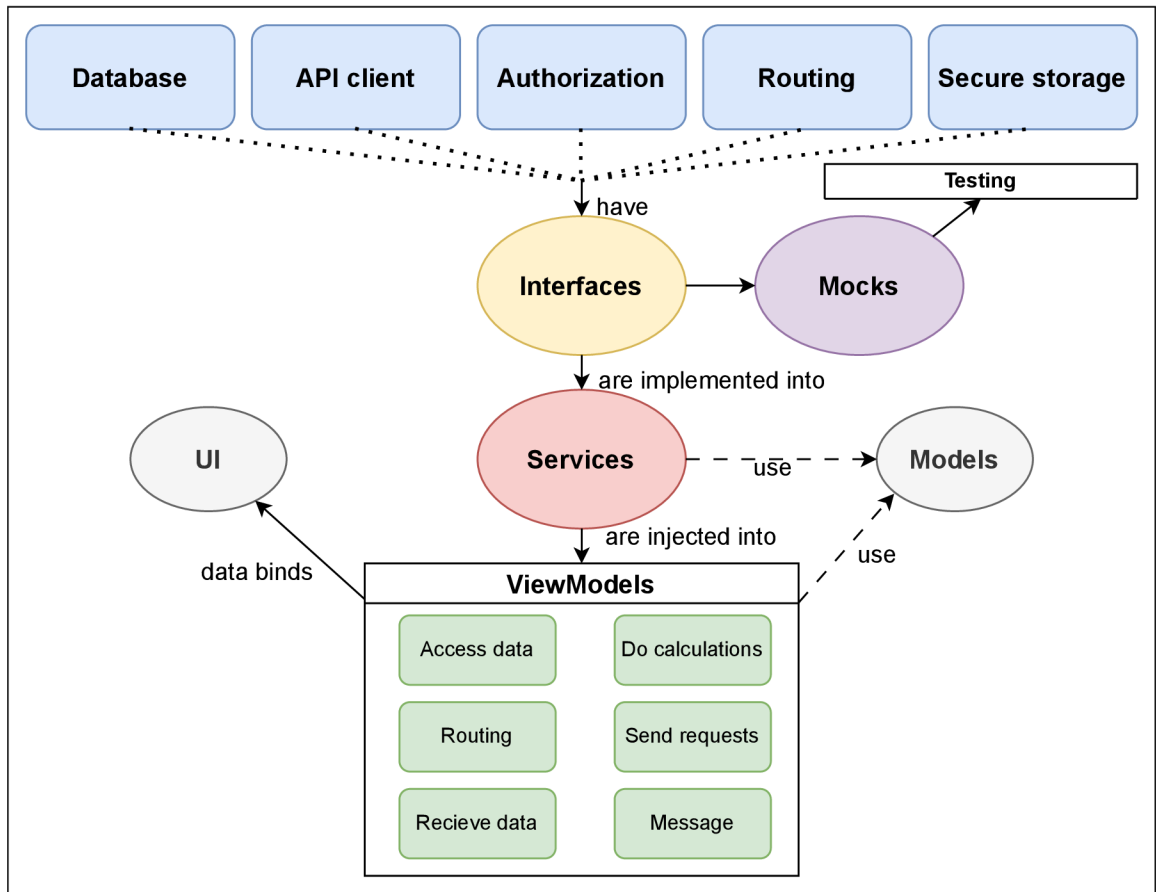 Database
API client
Authorization
Routing
Secure storage
Testing
have
Interfaces
Mocks
are implemented into
UI
Services
use
Models
are injected into
data binds
use
ViewModels
Access data
Do calculations
Routing
Send requests
Recieve data
Message